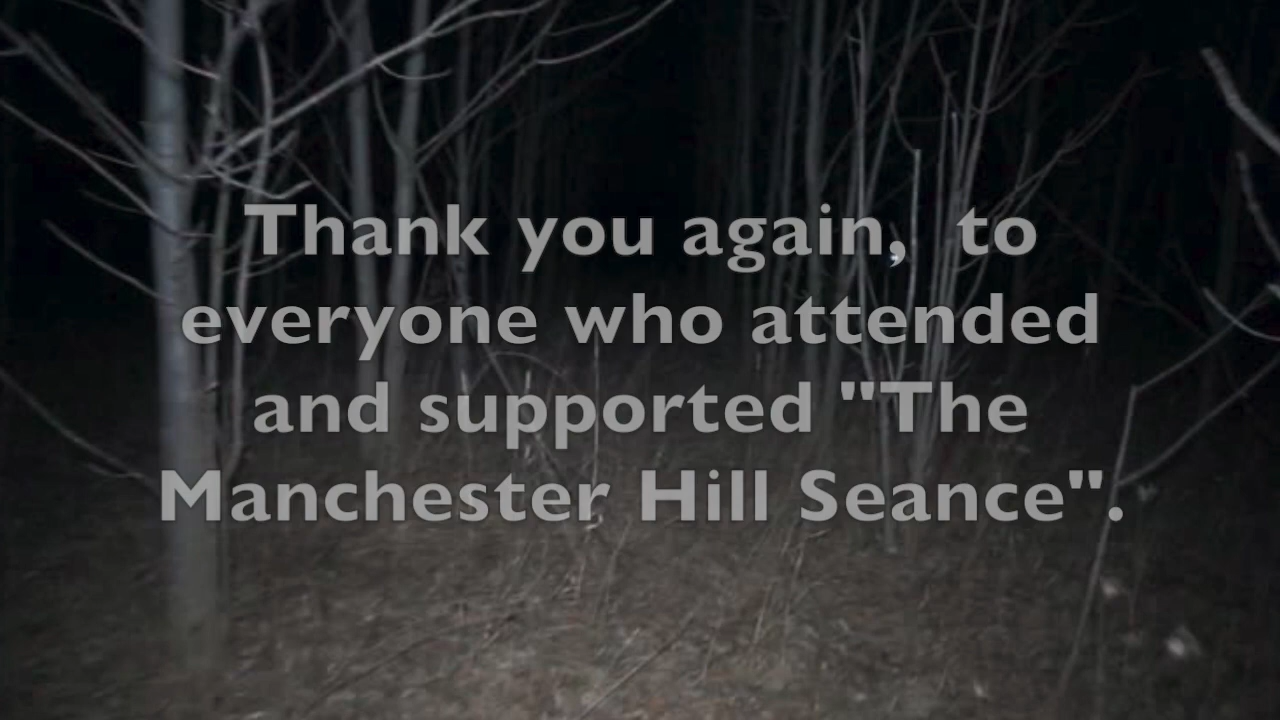 Thank you again,  to
everyone who attended
and supported "The
Manchester Hill Seance".